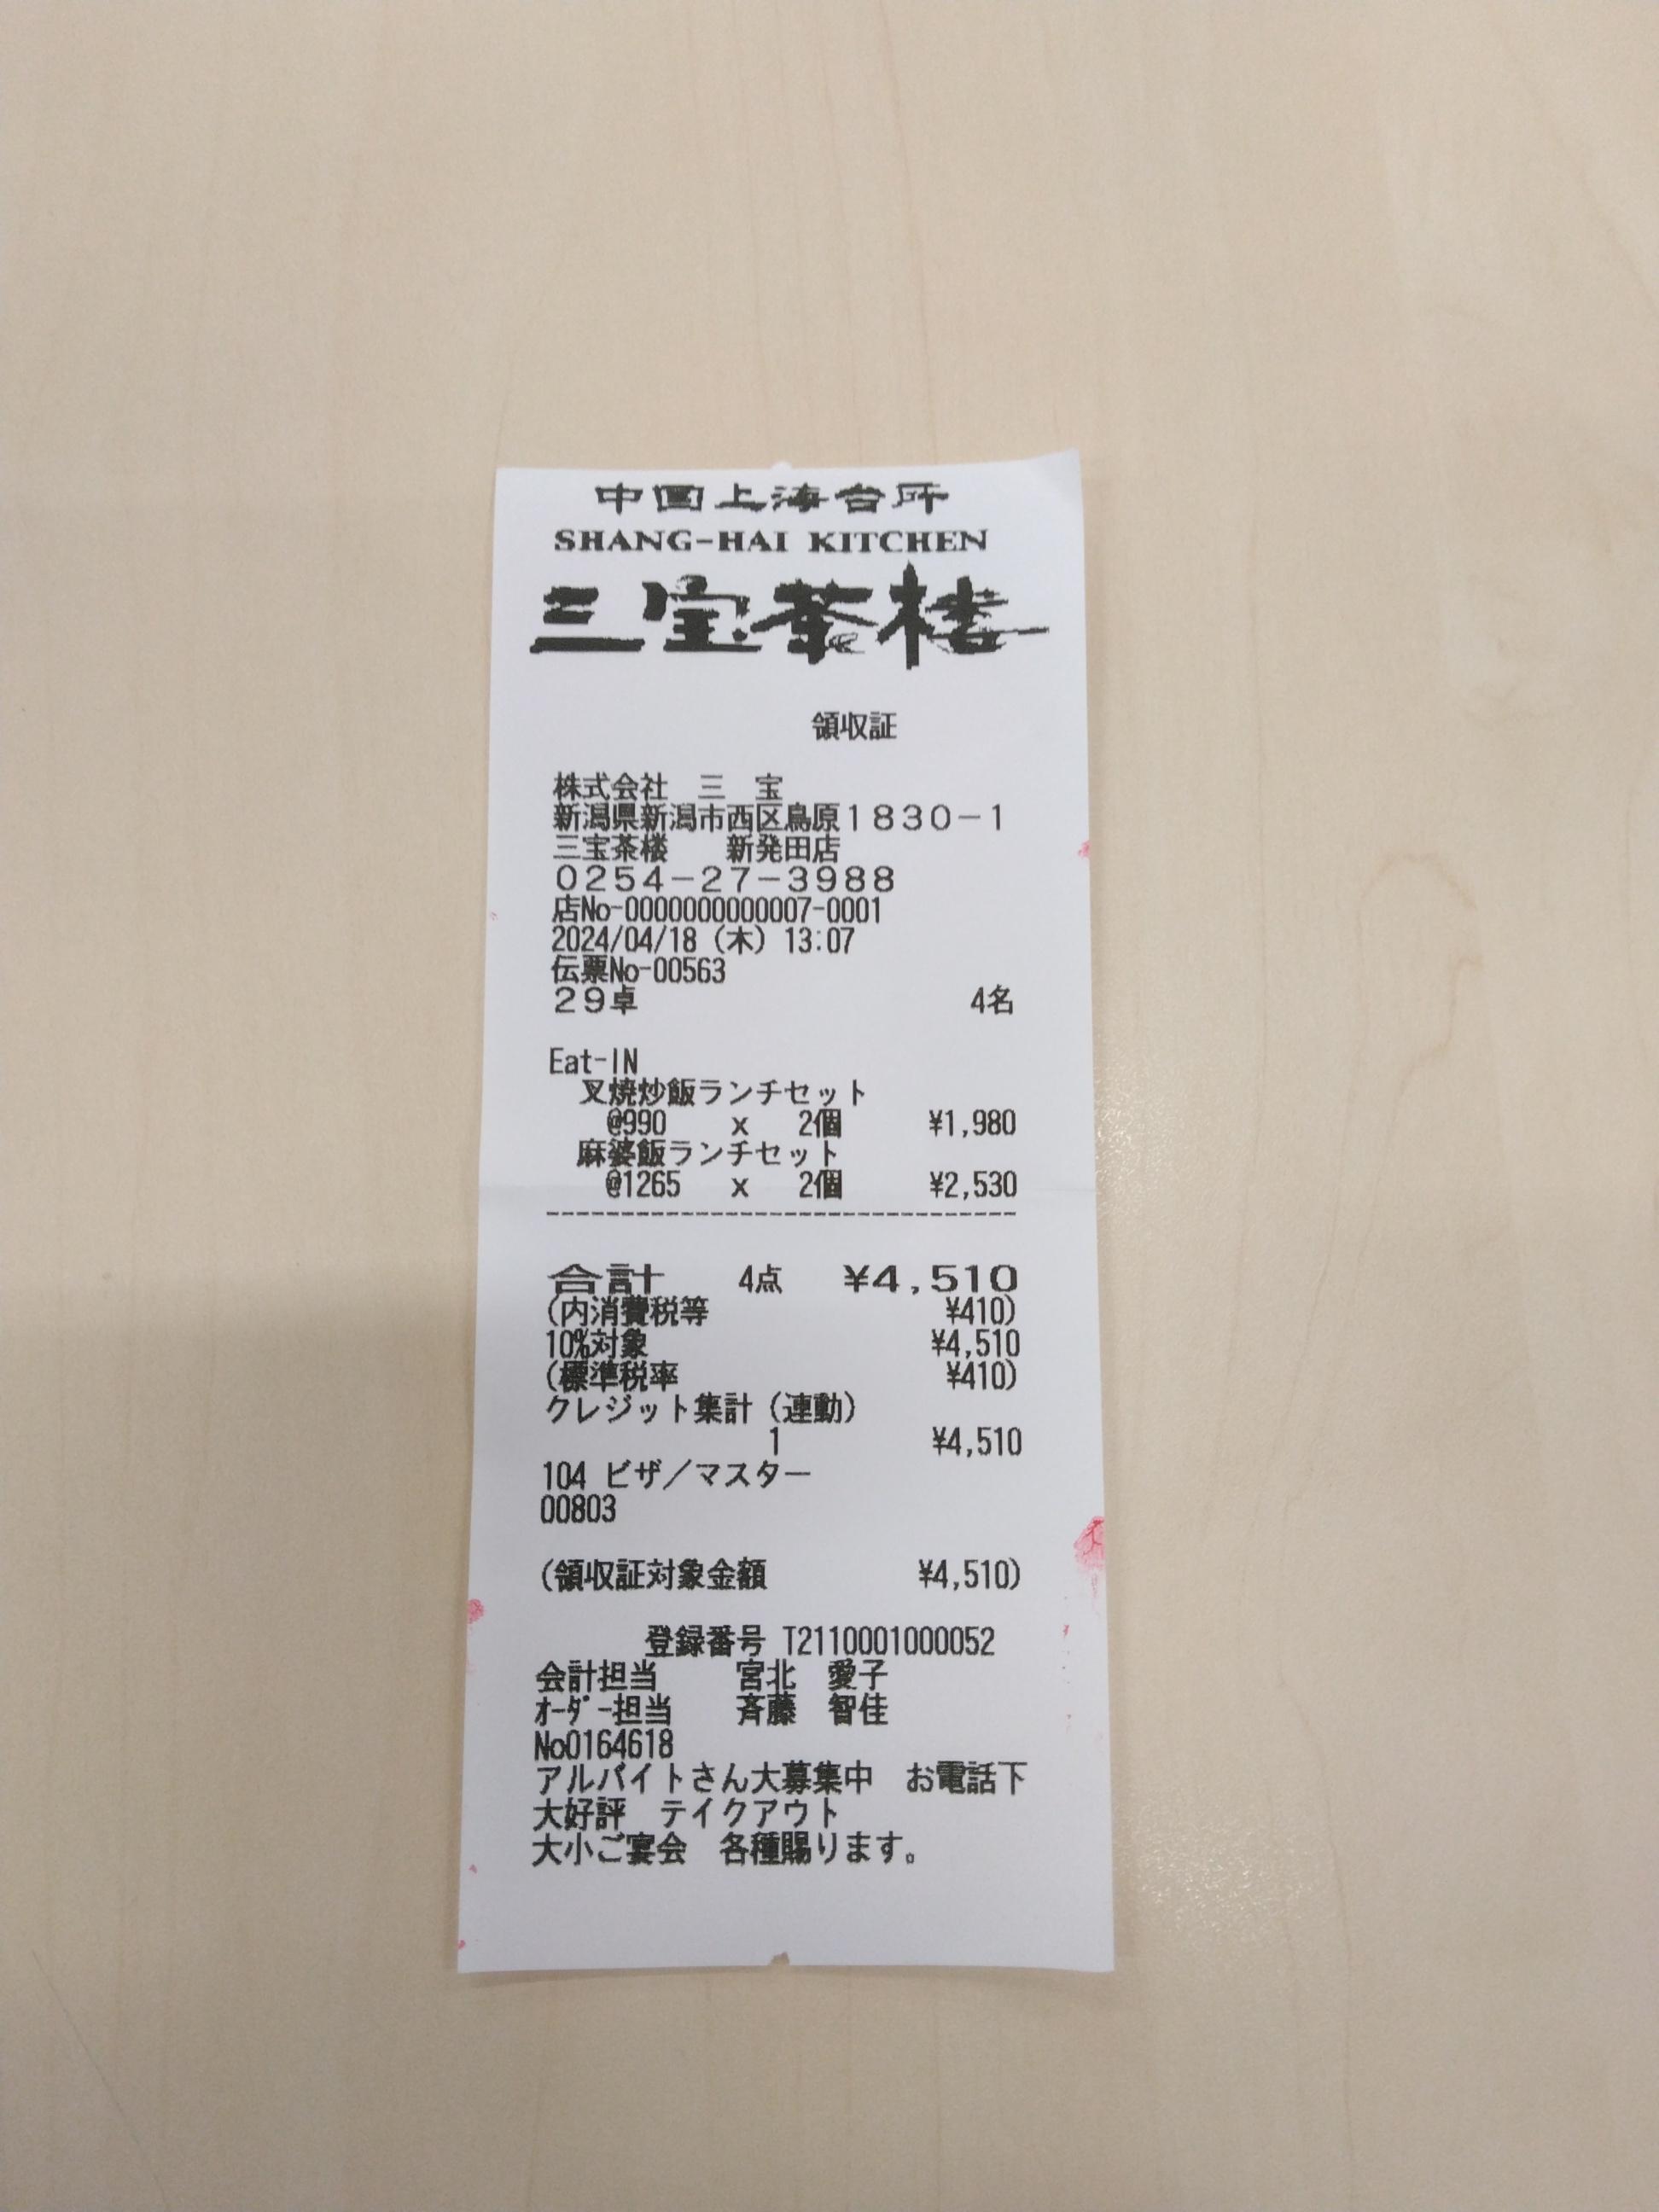 中国上海台所
SHANG-HAI KITCHEN
三宝茶楼
領収証
株式会社　三　宝
新潟県新潟市西区鳥原１８３０－１
三宝茶楼　　新発田店
０２５４－２７－３９８８
店No-0000000000007-0001
2024/04/18（木）13:07
伝票No-00563
２９卓 4名
Eat-IN
叉焼炒飯ランチセット
@990 x 2個 ¥1,980
麻婆飯ランチセット
@1265 x 2個 ¥2,530
--------------------------------
合計 4点 ¥4,510
(内消費税等 ¥410)
10%対象 ¥4,510
(標準税率 ¥410)
クレジット集計（連動）
1 ¥4,510
104 ビザ／マスター
00803
(領収証対象金額 ¥4,510)
登録番号 T2110001000052
会計担当 宮北　愛子
ｵｰﾀﾞｰ担当 斉藤　智佳
No0164618
アルバイトさん大募集中　お電話下
大好評　テイクアウト
大小ご宴会　各種賜ります。